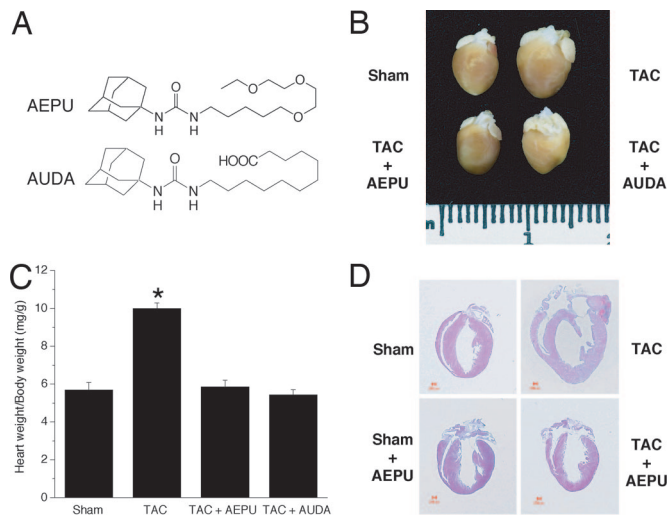 A
AEPU
O
N
H
N
H
O
O
O
AUDA
O
N
H
N
H
HOOC
B
Sham
TAC
TAC
+
AEPU
TAC
+
AUDA
1
C
Heart weight/Body weight (mg/g)
12
10
8
6
4
2
0
*
Sham
TAC
TAC + AEPU
TAC + AUDA
D
Sham
TAC
Sham
+
AEPU
TAC
+
AEPU